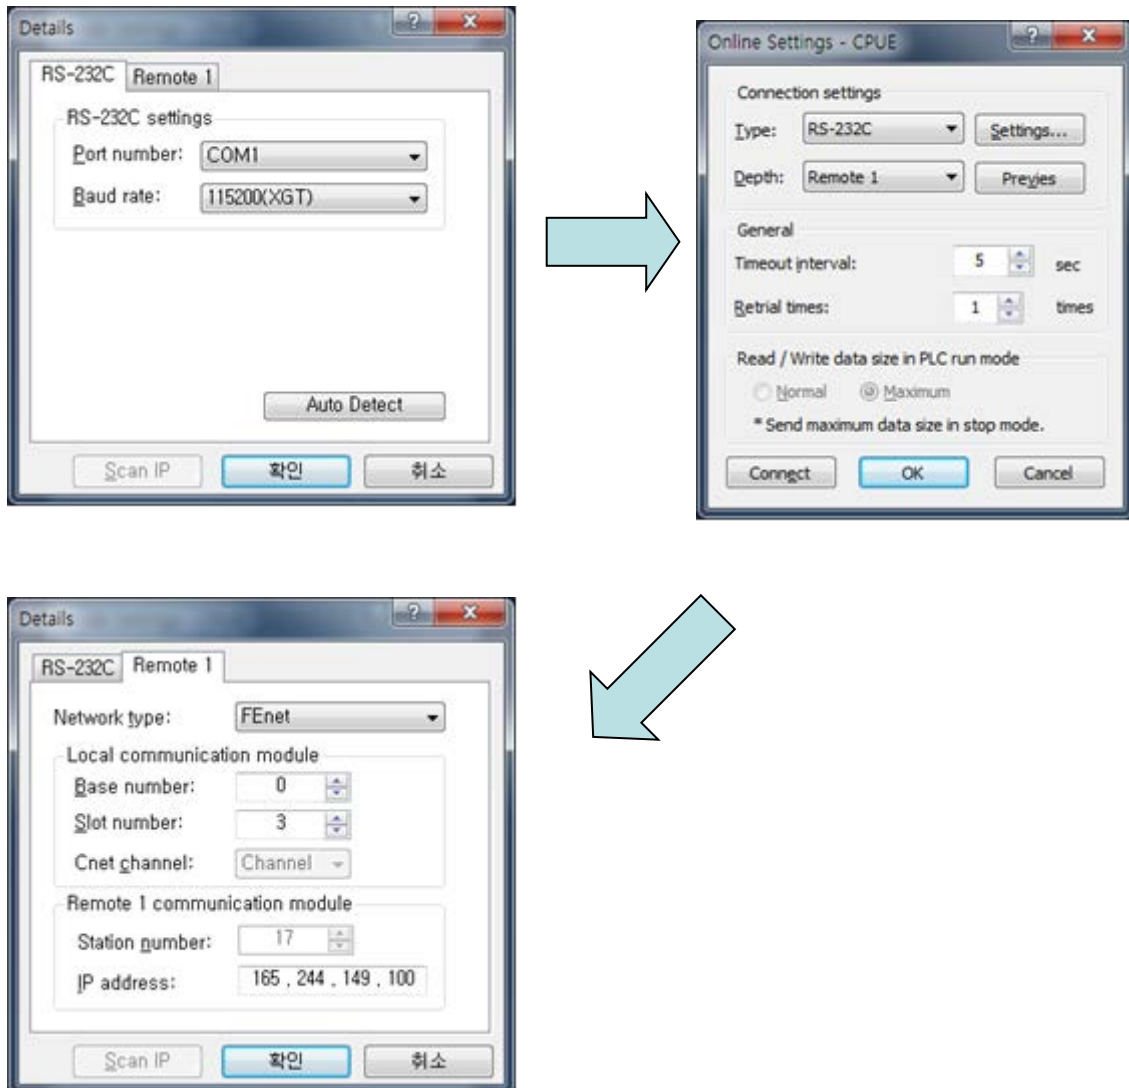 Details
RS-232C Remote 1
RS-232C settings
Port number: COM1
Baud rate: 115200(XGT)
Auto Detect
Scan IP 확인 취소
Online Settings - CPUE
Connection settings
Type: RS-232C Settings...
Depth: Remote 1 Previes
General
Timeout interval: 5 sec
Retrial times: 1 times
Read / Write data size in PLC run mode
Normal Maximum
* Send maximum data size in stop mode.
Connect OK Cancel
Details
RS-232C Remote 1
Network type: FEnet
Local communication module
Base number: 0
Slot number: 3
Cnet channel: Channel
Remote 1 communication module
Station number: 17
IP address: 165 . 244 . 149 . 100
Scan IP 확인 취소